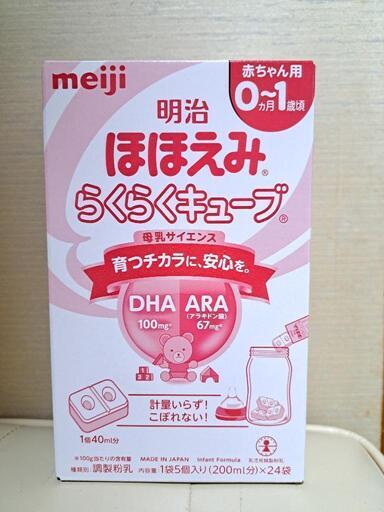 meiji
赤ちゃん用
0ヵ月~1歳頃
明治
ほほえみ®
らくらくキューブ®
母乳サイエンス
育つチカラに、安心を。
DHA ARA
(アラキドン酸)
100mg※ 67mg※
計量いらず!
こぼれない!
1個40ml分
※100g当たりの含有量 MADE IN JAPAN Infant Formula
種類別:調製粉乳 内容量:1袋5個入り(200ml分)×24袋